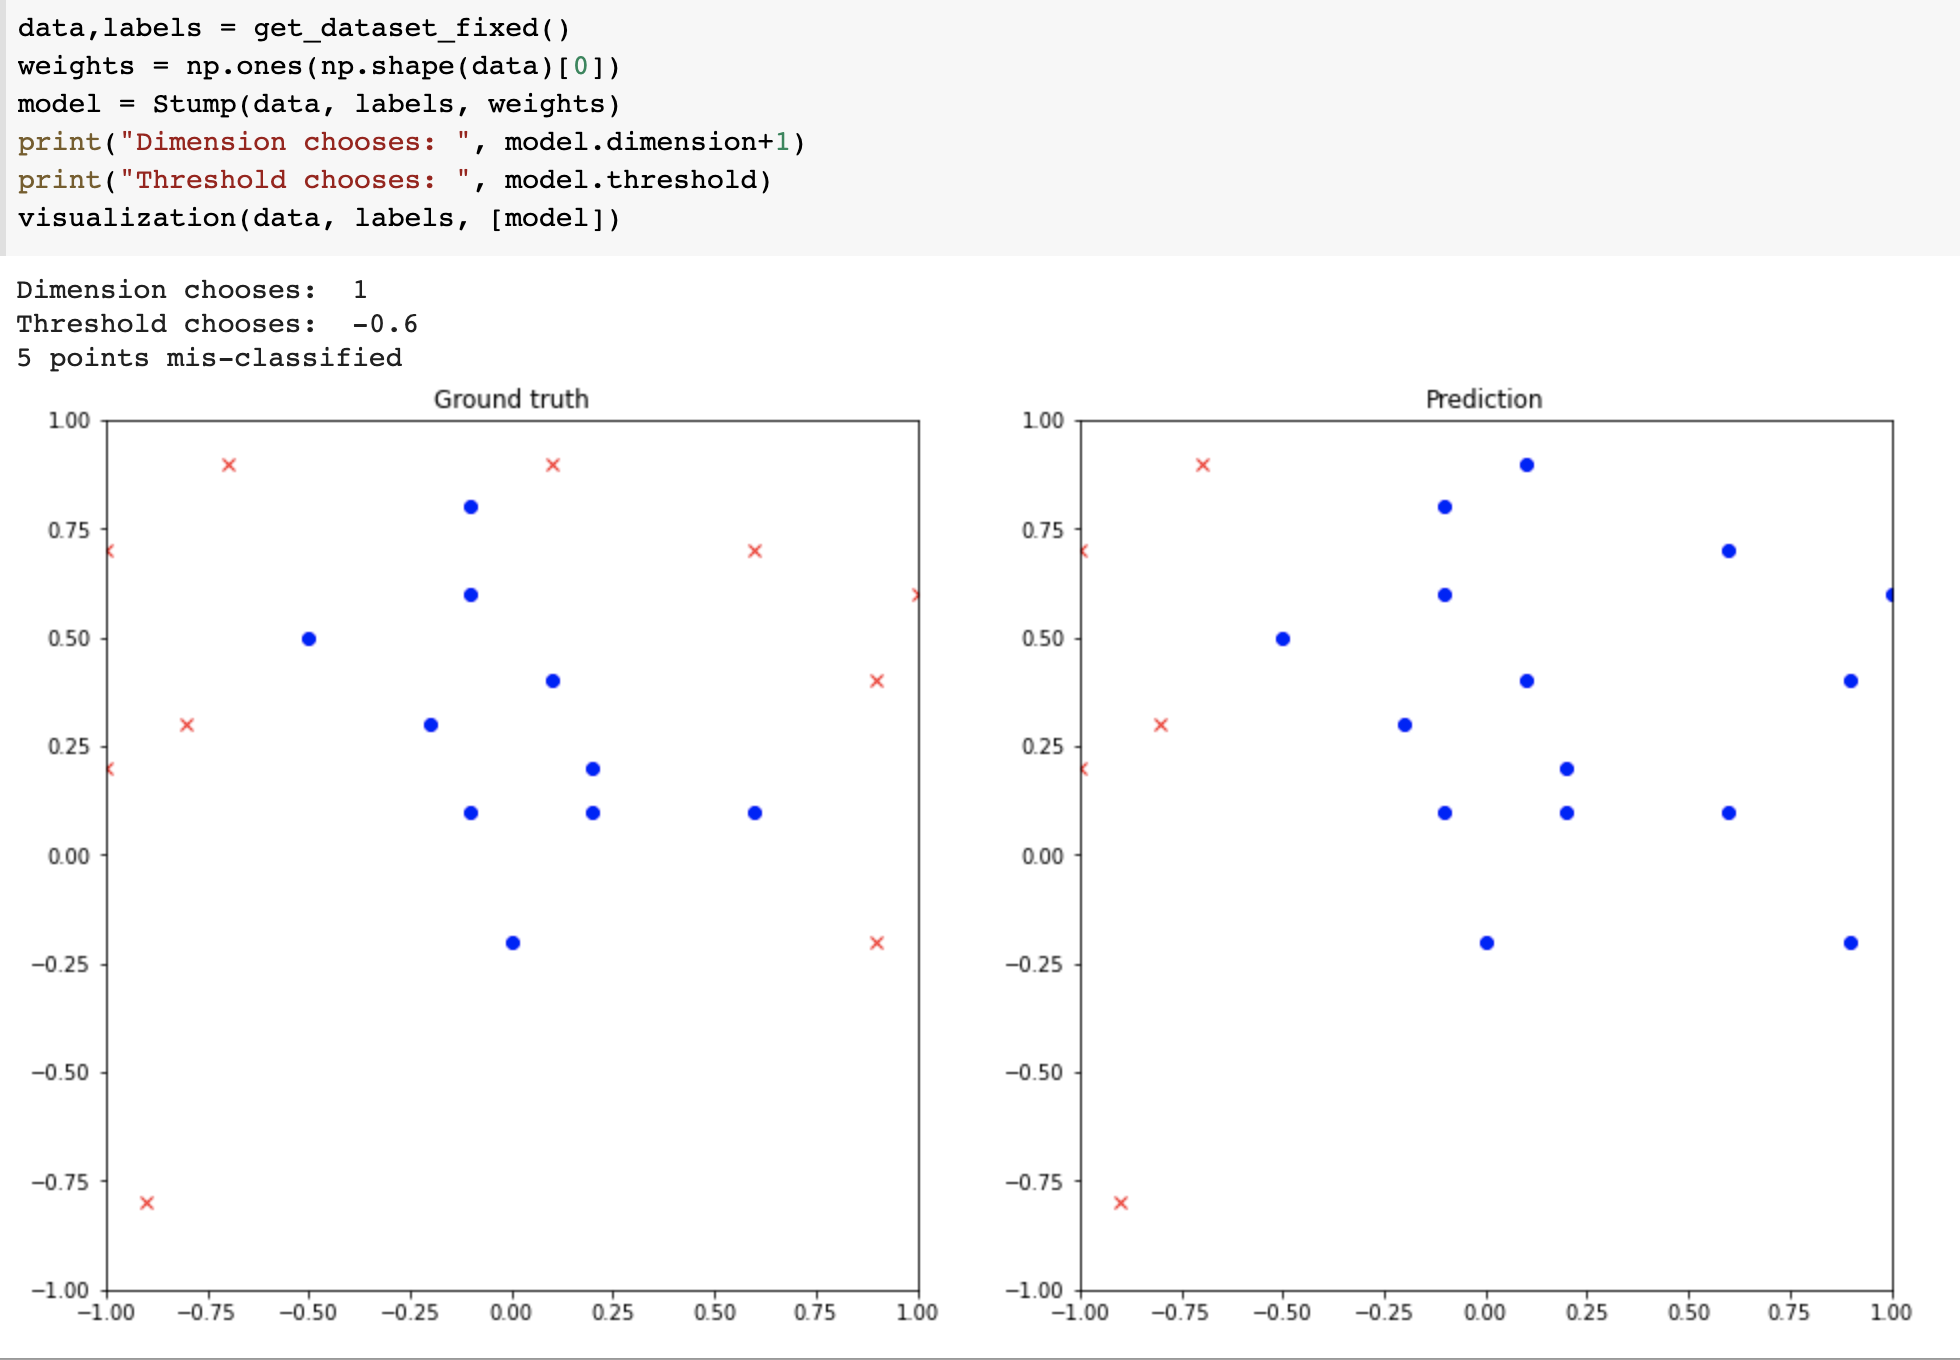 data,labels = get_dataset_fixed()
weights = np.ones(np.shape(data)[0])
model = Stump(data, labels, weights)
print("Dimension chooses: ", model.dimension+1)
print("Threshold chooses: ", model.threshold)
visualization(data, labels, [model])
Dimension chooses:  1
Threshold chooses:  -0.6
5 points mis-classified
Ground truth
1.00
0.75
0.50
0.25
0.00
−0.25
−0.50
−0.75
−1.00
−1.00 −0.75 −0.50 −0.25 0.00 0.25 0.50 0.75 1.00
Prediction
1.00
0.75
0.50
0.25
0.00
−0.25
−0.50
−0.75
−1.00
−1.00 −0.75 −0.50 −0.25 0.00 0.25 0.50 0.75 1.00